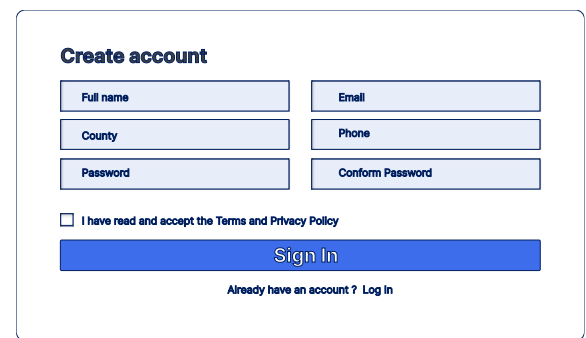 Create account
Full name
Email
County
Phone
Password
Conform Password
I have read and accept the Terms and Privacy Policy
Sign In
Already have an account ? Log In